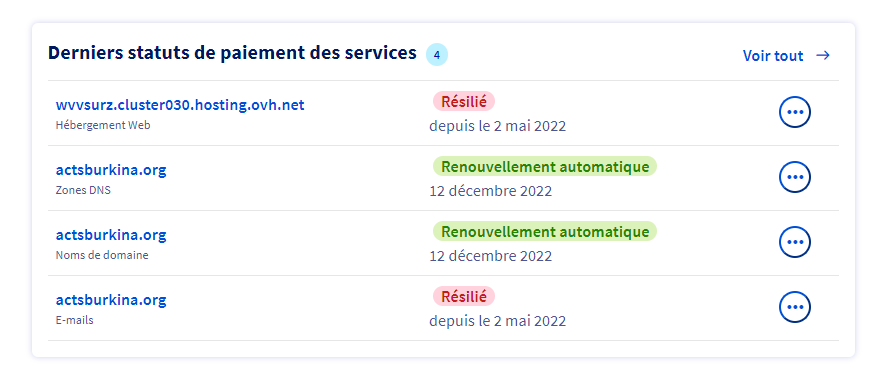 Derniers statuts de paiement des services 4
Voir tout →
wvvsurz.cluster030.hosting.ovh.net
Hébergement Web
Résilié
depuis le 2 mai 2022
actsburkina.org
Zones DNS
Renouvellement automatique
12 décembre 2022
actsburkina.org
Noms de domaine
Renouvellement automatique
12 décembre 2022
actsburkina.org
E-mails
Résilié
depuis le 2 mai 2022